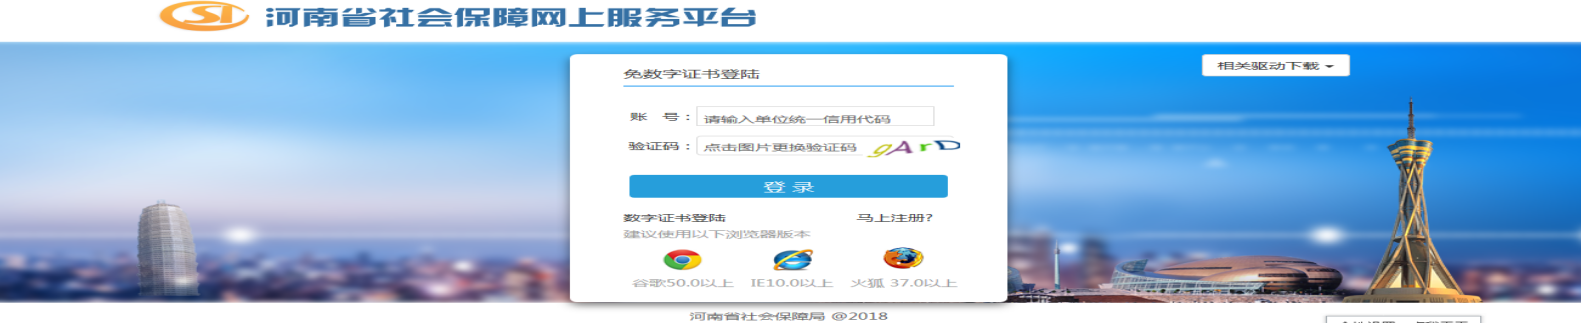 河南省社会保障网上服务平台
相关驱动下载
免数字证书登陆
账 号：请输入单位统一信用代码
验证码：点击图片更换验证码 gArD
登 录
数字证书登陆 马上注册?
建议使用以下浏览器版本
谷歌50.0以上 IE10.0以上 火狐 37.0以上
河南省社会保障局 @2018